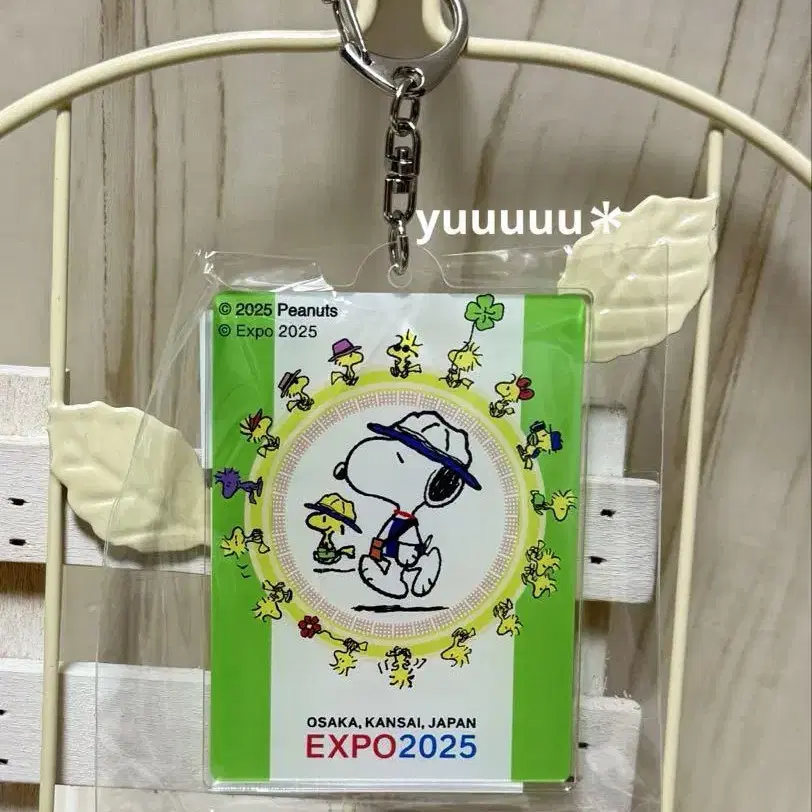 yuuuuu*
© 2025 Peanuts
© Expo 2025
OSAKA, KANSAI, JAPAN
EXPO2025